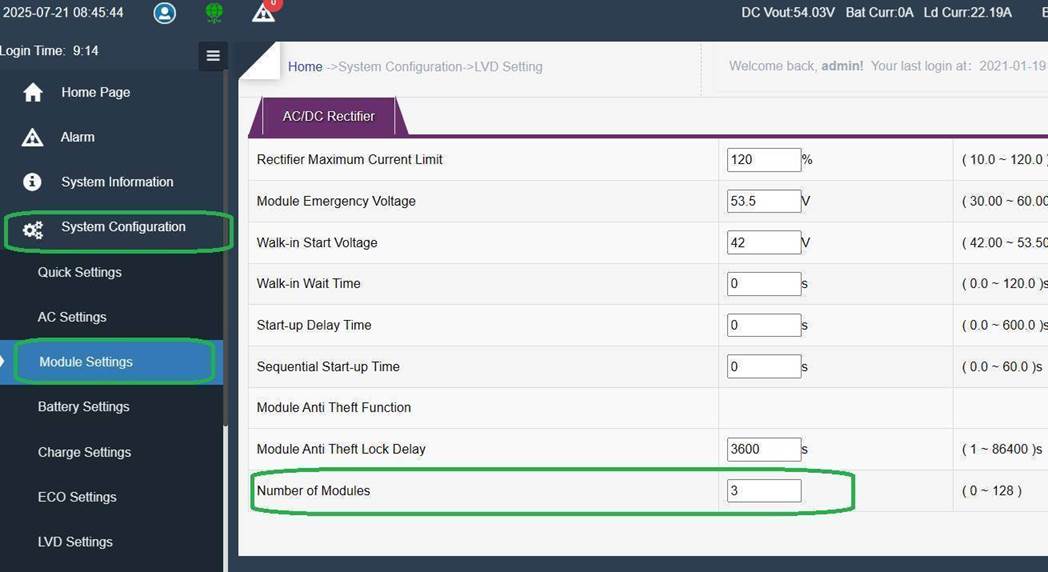 2025-07-21 08:45:44
0
DC Vout:54.03V Bat Curr:0A Ld Curr:22.19A
Login Time: 9:14
Home ->System Configuration->LVD Setting
Welcome back, admin! Your last login at: 2021-01-19
Home Page
Alarm
System Information
System Configuration
Quick Settings
AC Settings
Module Settings
Battery Settings
Charge Settings
ECO Settings
LVD Settings
AC/DC Rectifier
Rectifier Maximum Current Limit 120 % ( 10.0 ~ 120.0 )
Module Emergency Voltage 53.5 V ( 30.00 ~ 60.00
Walk-in Start Voltage 42 V ( 42.00 ~ 53.50
Walk-in Wait Time 0 s ( 0.0 ~ 120.0 )s
Start-up Delay Time 0 s ( 0.0 ~ 600.0 )s
Sequential Start-up Time 0 s ( 0.0 ~ 60.0 )s
Module Anti Theft Function
Module Anti Theft Lock Delay 3600 s ( 1 ~ 86400 )s
Number of Modules 3 ( 0 ~ 128 )